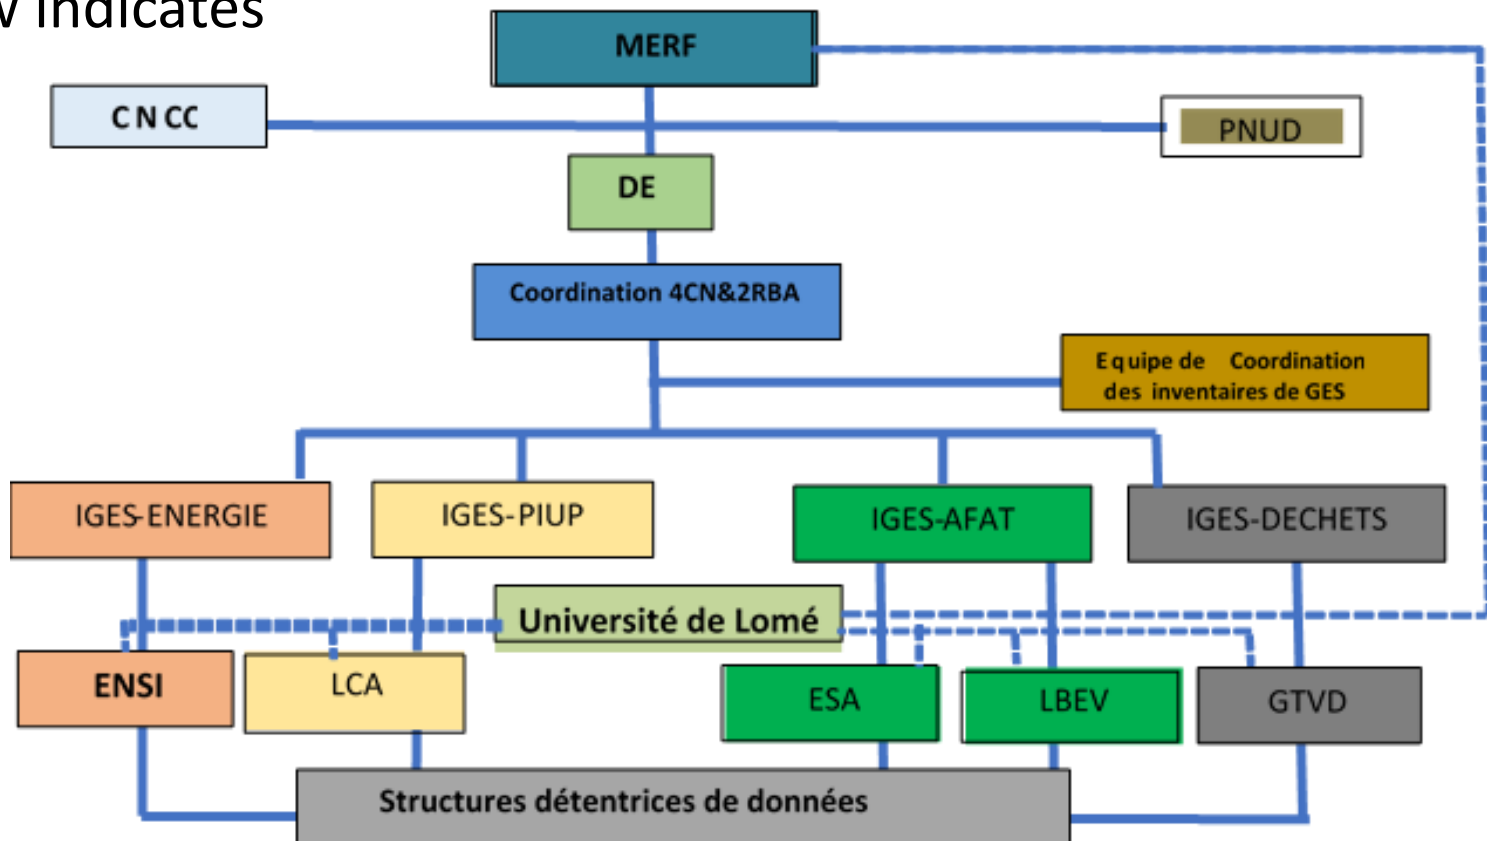 indicates
MERF
CNCC
PNUD
DE
Coordination 4CN&2RBA
Equipe de Coordination
des inventaires de GES
IGES-ENERGIE
IGES-PIUP
IGES-AFAT
IGES-DECHETS
Université de Lomé
ENSI
LCA
ESA
LBEV
GTVD
Structures détentrices de données